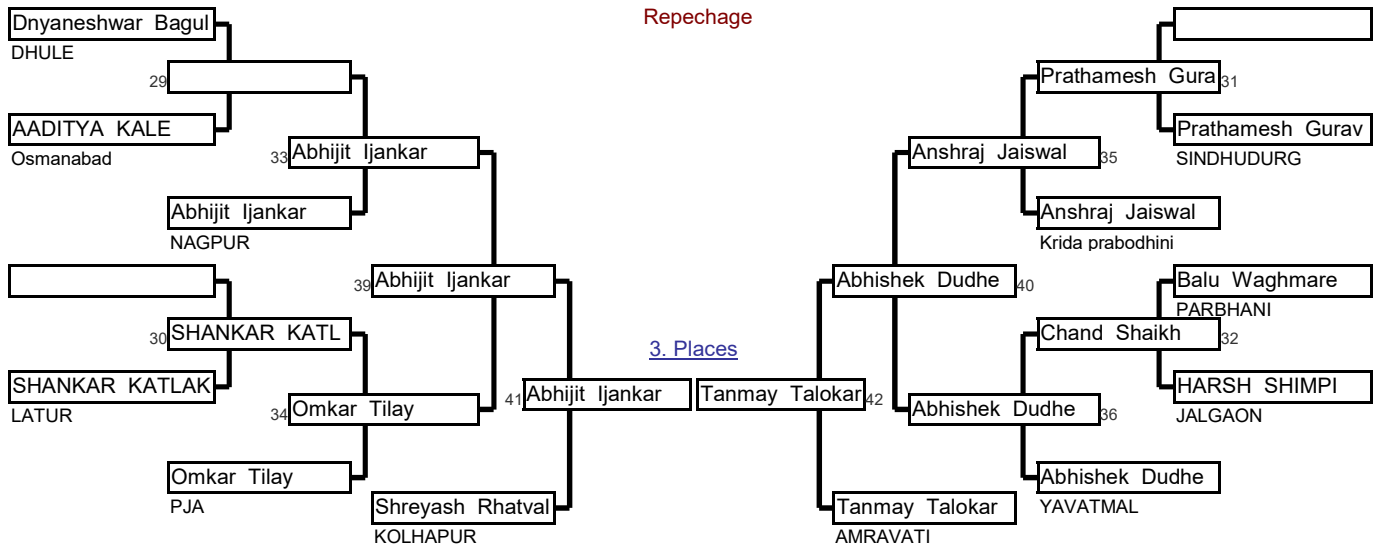 Repechage
Dnyaneshwar Bagul
DHULE
29
AADITYA KALE
Osmanabad
33 Abhijit Ijankar
Abhijit Ijankar
NAGPUR
39 Abhijit Ijankar
30 SHANKAR KATL
SHANKAR KATLAK
LATUR
34 Omkar Tilay
Omkar Tilay
PJA
41 Abhijit Ijankar
Shreyash Rhatval
KOLHAPUR
3. Places
Prathamesh Gura 31
Prathamesh Gurav
SINDHUDURG
Anshraj Jaiswal 35
Anshraj Jaiswal
Krida prabodhini
Abhishek Dudhe 40
Balu Waghmare
PARBHANI
Chand Shaikh 32
HARSH SHIMPI
JALGAON
Tanmay Talokar 42
Abhishek Dudhe 36
Abhishek Dudhe
YAVATMAL
Tanmay Talokar
AMRAVATI